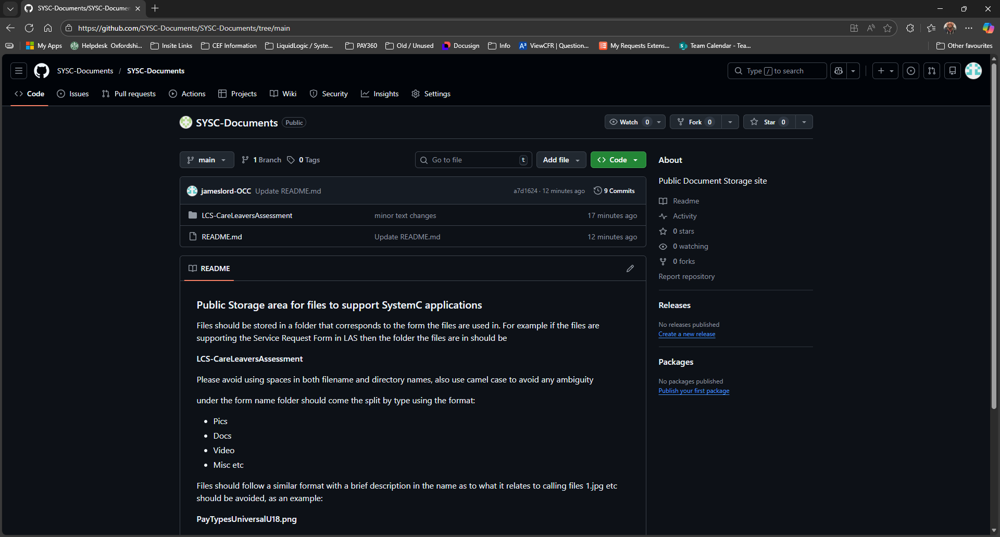 SYSC-Documents/SYSC-Documen
https://github.com/SYSC-Documents/SYSC-Documents/tree/main
My Apps Helpdesk Oxfordshi... Insite Links CEF Information LiquidLogic / Syste... PAY360 Old / Unused Docusign Info ViewCFR | Question... My Requests Extens... Team Calendar - Tea... Other favourites
SYSC-Documents / SYSC-Documents Type / to search
Code Issues Pull requests Actions Projects Wiki Security Insights Settings
SYSC-Documents Public Watch 0 Fork 0 Star 0
main 1 Branch 0 Tags Go to file t Add file <> Code
jameslord-OCC Update README.md a7d1624 · 12 minutes ago 9 Commits
LCS-CareLeaversAssessment minor text changes 17 minutes ago
README.md Update README.md 12 minutes ago
README
Public Storage area for files to support SystemC applications
Files should be stored in a folder that corresponds to the form the files are used in. For example if the files are
supporting the Service Request Form in LAS then the folder the files are in should be
LCS-CareLeaversAssessment
Please avoid using spaces in both filename and directory names, also use camel case to avoid any ambiguity
under the form name folder should come the split by type using the format:
• Pics
• Docs
• Video
• Misc etc
Files should follow a similar format with a brief description in the name as to what it relates to calling files 1.jpg etc
should be avoided, as an example:
PayTypesUniversalU18.png
About
Public Document Storage site
Readme
Activity
0 stars
0 watching
0 forks
Report repository
Releases
No releases published
Create a new release
Packages
No packages published
Publish your first package